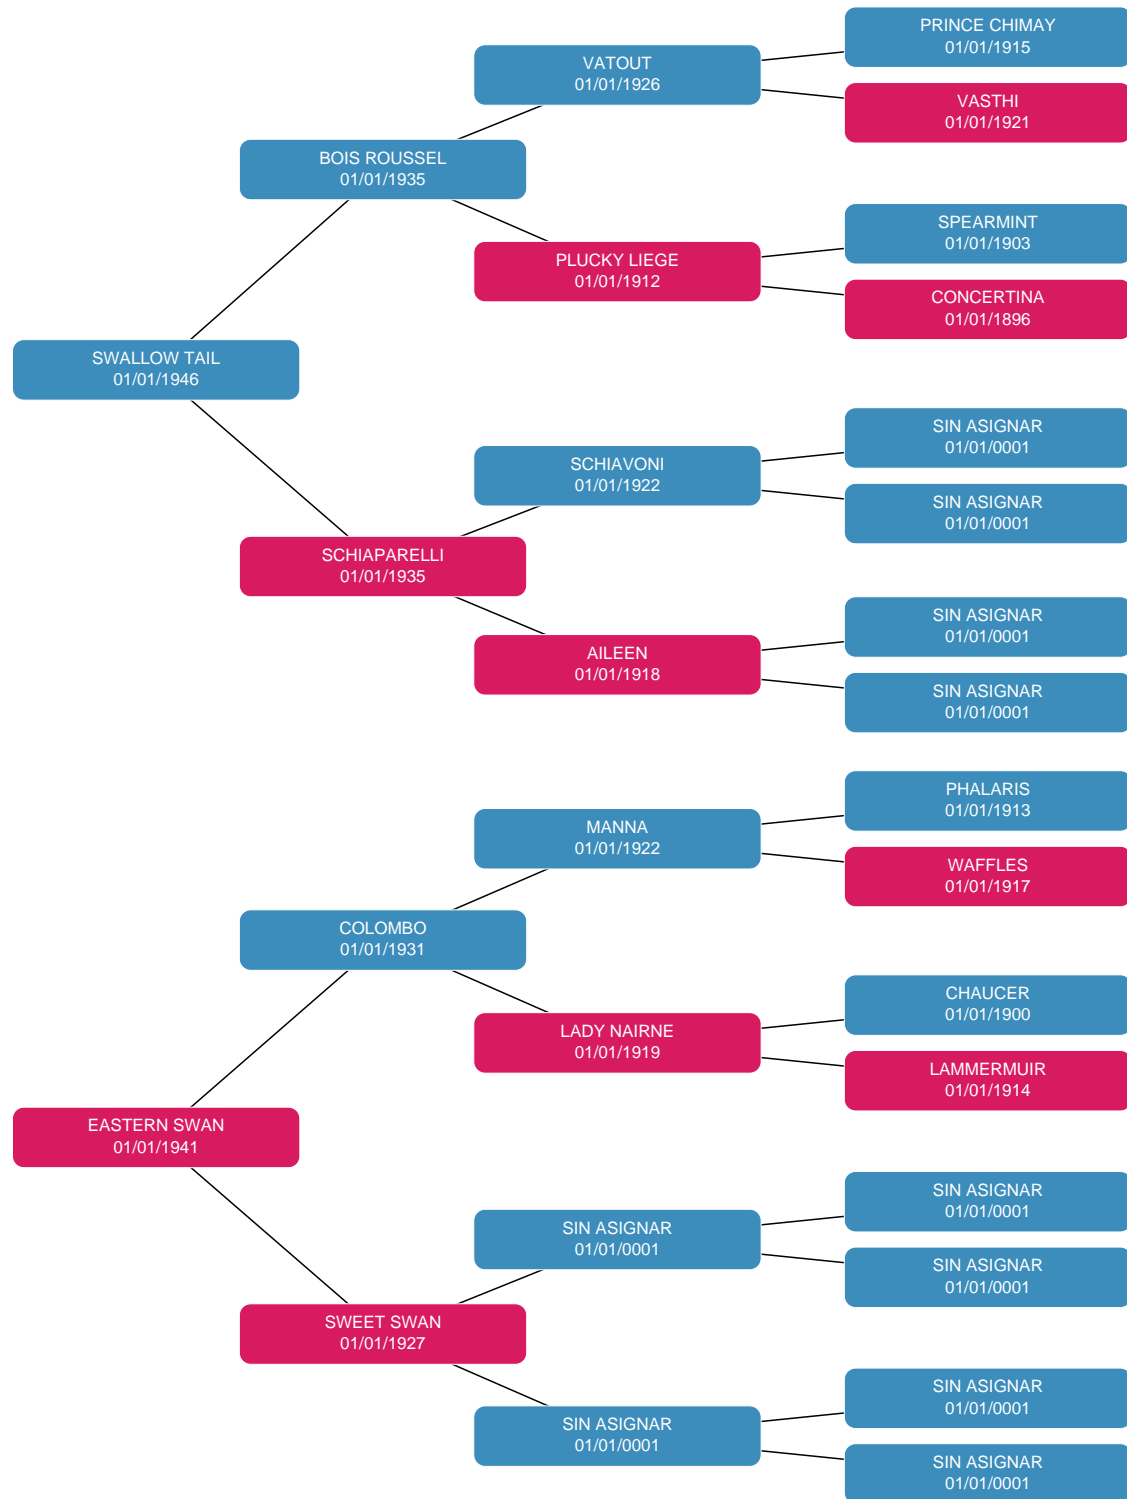 PRINCE CHIMAY
01/01/1915
VATOUT
01/01/1926
VASTHI
01/01/1921
BOIS ROUSSEL
01/01/1935
SPEARMINT
01/01/1903
PLUCKY LIEGE
01/01/1912
CONCERTINA
01/01/1896
SWALLOW TAIL
01/01/1946
SIN ASIGNAR
01/01/0001
SCHIAVONI
01/01/1922
SIN ASIGNAR
01/01/0001
SCHIAPARELLI
01/01/1935
SIN ASIGNAR
01/01/0001
AILEEN
01/01/1918
SIN ASIGNAR
01/01/0001
PHALARIS
01/01/1913
MANNA
01/01/1922
WAFFLES
01/01/1917
COLOMBO
01/01/1931
CHAUCER
01/01/1900
LADY NAIRNE
01/01/1919
LAMMERMUIR
01/01/1914
EASTERN SWAN
01/01/1941
SIN ASIGNAR
01/01/0001
SIN ASIGNAR
01/01/0001
SIN ASIGNAR
01/01/0001
SWEET SWAN
01/01/1927
SIN ASIGNAR
01/01/0001
SIN ASIGNAR
01/01/0001
SIN ASIGNAR
01/01/0001